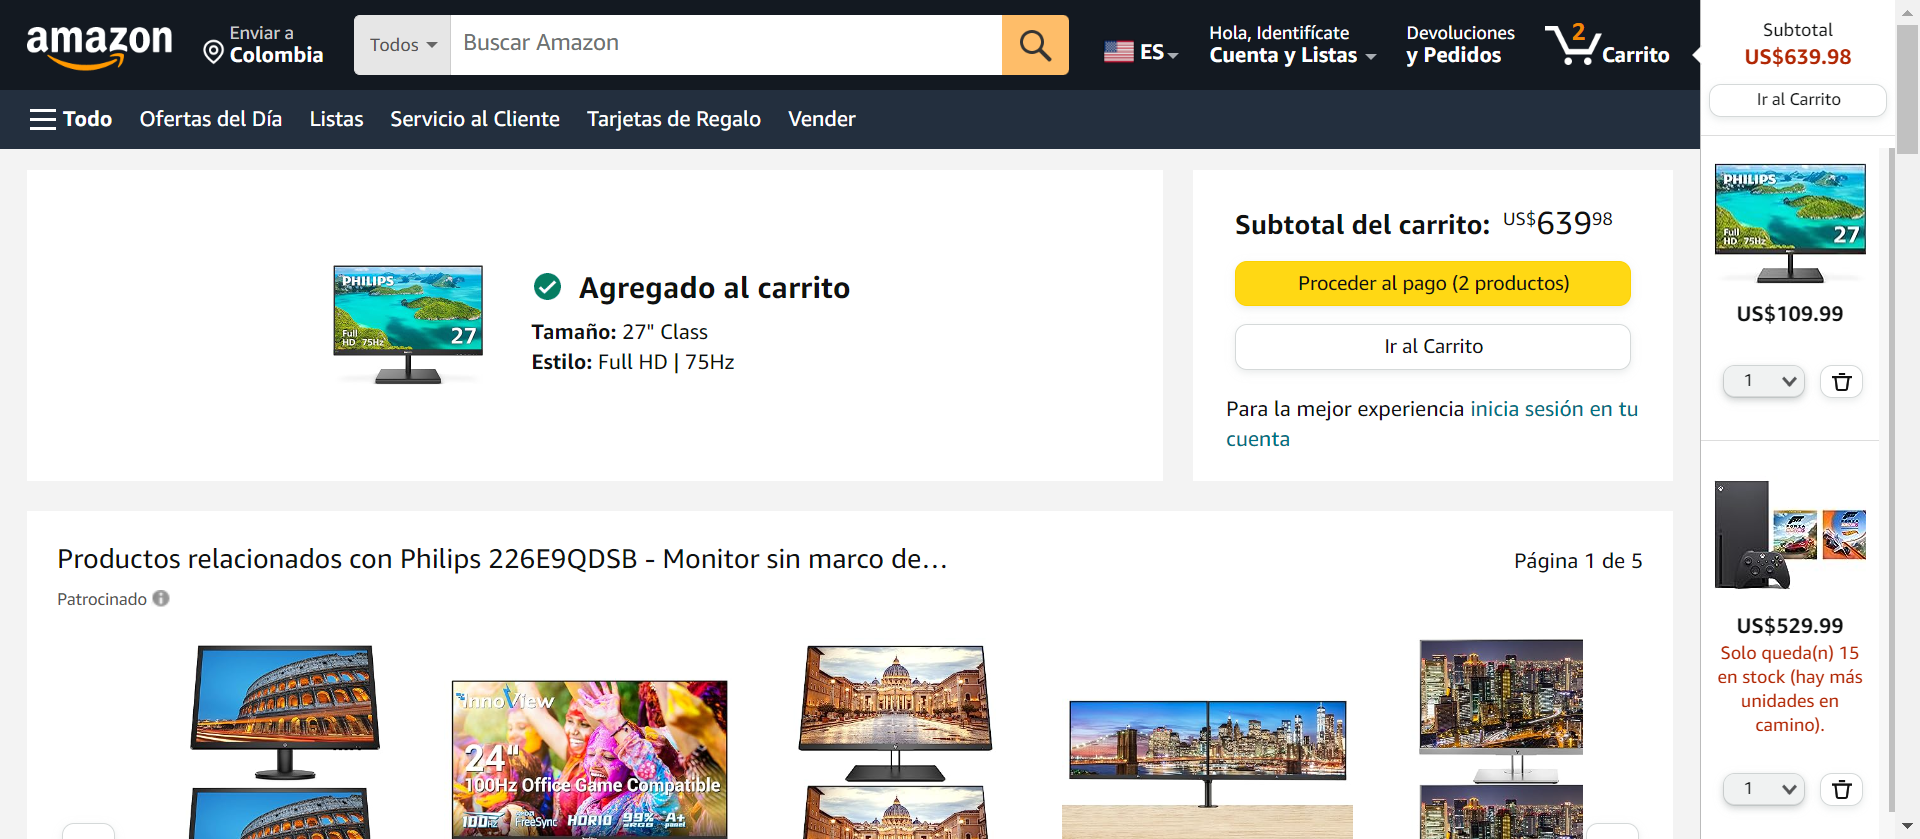 amazon
Enviar a
Colombia
Todos
Buscar Amazon
ES
Hola, Identifícate
Cuenta y Listas
Devoluciones
y Pedidos
2
Carrito
Todo
Ofertas del Día
Listas
Servicio al Cliente
Tarjetas de Regalo
Vender
PHILIPS
Full
HD 75Hz
27
Agregado al carrito
Tamaño: 27" Class
Estilo: Full HD | 75Hz
Subtotal del carrito: US$63998
Proceder al pago (2 productos)
Ir al Carrito
Para la mejor experiencia inicia sesión en tu
cuenta
Productos relacionados con Philips 226E9QDSB - Monitor sin marco de…
Página 1 de 5
Patrocinado
InnoView
24"
100Hz Office Game Compatible
100Hz FreeSync HDR10 99% sRGB A+ panel
Subtotal
US$639.98
Ir al Carrito
PHILIPS
Full
HD 75Hz
27
US$109.99
1
US$529.99
Solo queda(n) 15
en stock (hay más
unidades en
camino).
1